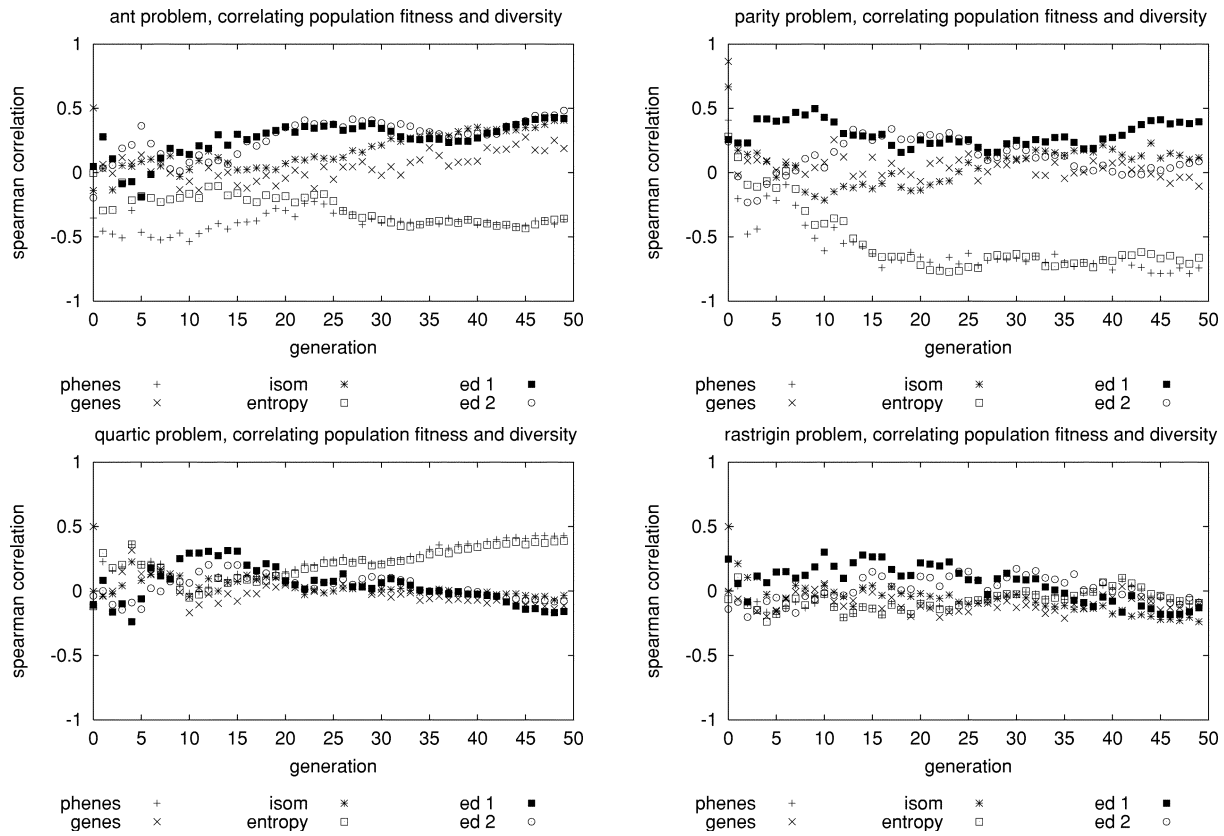 ant problem, correlating population fitness and diversity
1
0.5
0
-0.5
-1
spearman correlation
0 5 10 15 20 25 30 35 40 45 50
generation
phenes isom ed 1
genes entropy ed 2
parity problem, correlating population fitness and diversity
1
0.5
0
-0.5
-1
spearman correlation
0 5 10 15 20 25 30 35 40 45 50
generation
phenes isom ed 1
genes entropy ed 2
quartic problem, correlating population fitness and diversity
1
0.5
0
-0.5
-1
spearman correlation
0 5 10 15 20 25 30 35 40 45 50
generation
phenes isom ed 1
genes entropy ed 2
rastrigin problem, correlating population fitness and diversity
1
0.5
0
-0.5
-1
spearman correlation
0 5 10 15 20 25 30 35 40 45 50
generation
phenes isom ed 1
genes entropy ed 2